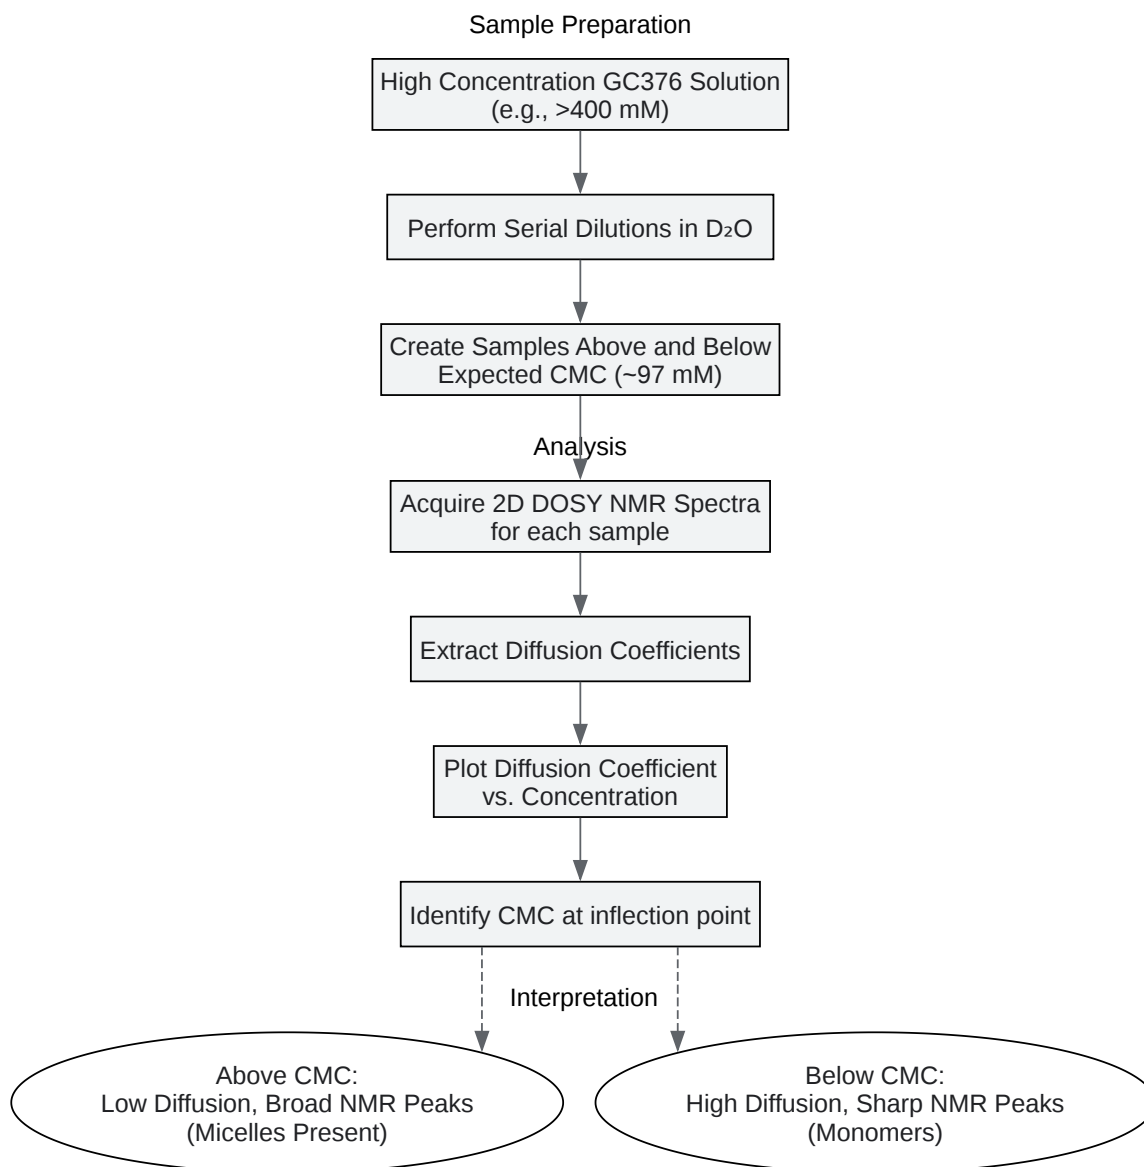 Sample Preparation
High Concentration GC376 Solution
(e.g., >400 mM)
Perform Serial Dilutions in D₂O
Create Samples Above and Below
Expected CMC (~97 mM)
Analysis
Acquire 2D DOSY NMR Spectra
for each sample
Extract Diffusion Coefficients
Plot Diffusion Coefficient
vs. Concentration
Identify CMC at inflection point
Interpretation
Above CMC:
Low Diffusion, Broad NMR Peaks
(Micelles Present)
Below CMC:
High Diffusion, Sharp NMR Peaks
(Monomers)